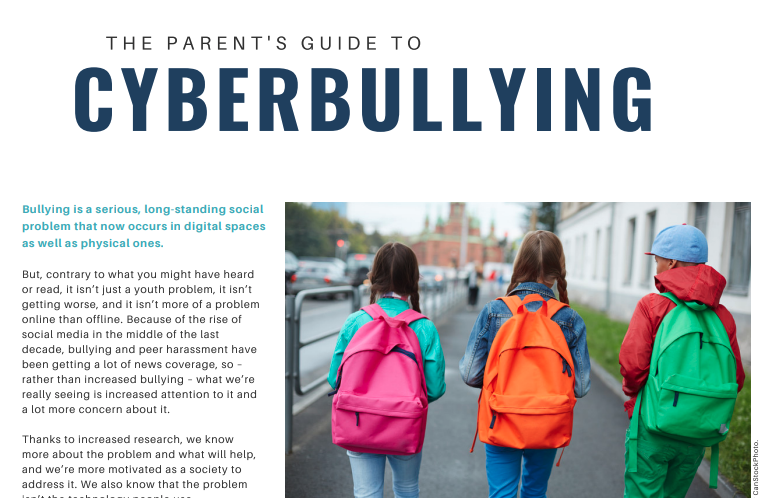 THE PARENT'S GUIDE TO
CYBERBULLYING
Bullying is a serious, long-standing social
problem that now occurs in digital spaces
as well as physical ones.
But, contrary to what you might have heard
or read, it isn’t just a youth problem, it isn’t
getting worse, and it isn’t more of a problem
online than offline. Because of the rise of
social media in the middle of the last
decade, bullying and peer harassment have
been getting a lot of news coverage, so –
rather than increased bullying – what we’re
really seeing is increased attention to it and
a lot more concern about it.
Thanks to increased research, we know
more about the problem and what will help,
and we’re more motivated as a society to
address it. We also know that the problem
isn’t the technology people use
CanStockPhoto.